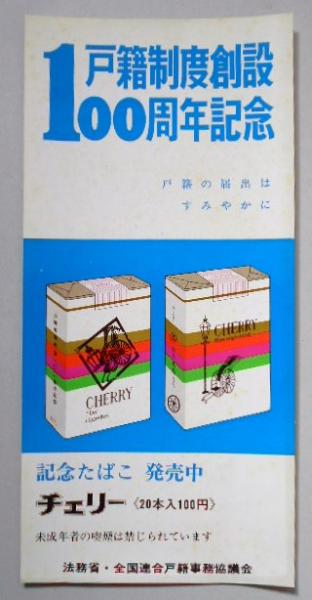 戸籍制度創設
100周年記念
戸籍の届出は
すみやかに
CHERRY
CHERRY
記念たばこ 発売中
チェリー 〈20本入100円〉
未成年者の喫煙は禁じられています
法務省・全国連合戸籍事務協議会